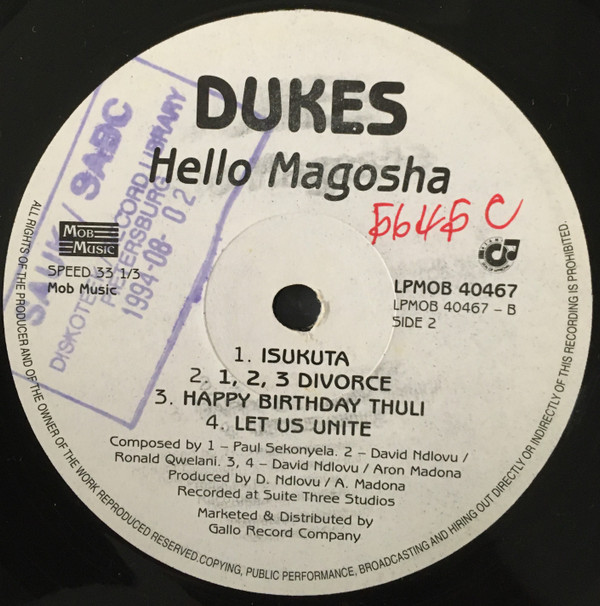 DUKES
Hello Magosha
SAUK / SABC
DISKOTEEK RECORD LIBRARY
PIETERSBURG
1994-08-02
5645 C
MOB
MUSIC
SPEED 33 1/3
Mob Music
LPMOB 40467
LPMOB 40467 – B
SIDE 2
1. ISUKUTA
2. 1, 2, 3 DIVORCE
3. HAPPY BIRTHDAY THULI
4. LET US UNITE
Composed by 1 – Paul Sekonyela. 2 – David Ndlovu /
Ronald Qwelani. 3, 4 – David Ndlovu / Aron Madona
Produced by D. Ndlovu / A. Madona
Recorded at Suite Three Studios
Marketed & Distributed by
Gallo Record Company
ALL RIGHTS OF THE PRODUCER AND OF THE OWNER OF THE WORK REPRODUCED RESERVED.COPYING, PUBLIC PERFORMANCE, BROADCASTING AND HIRING OUT DIRECTLY OR INDIRECTLY OF THIS RECORDING IS PROHIBITED.